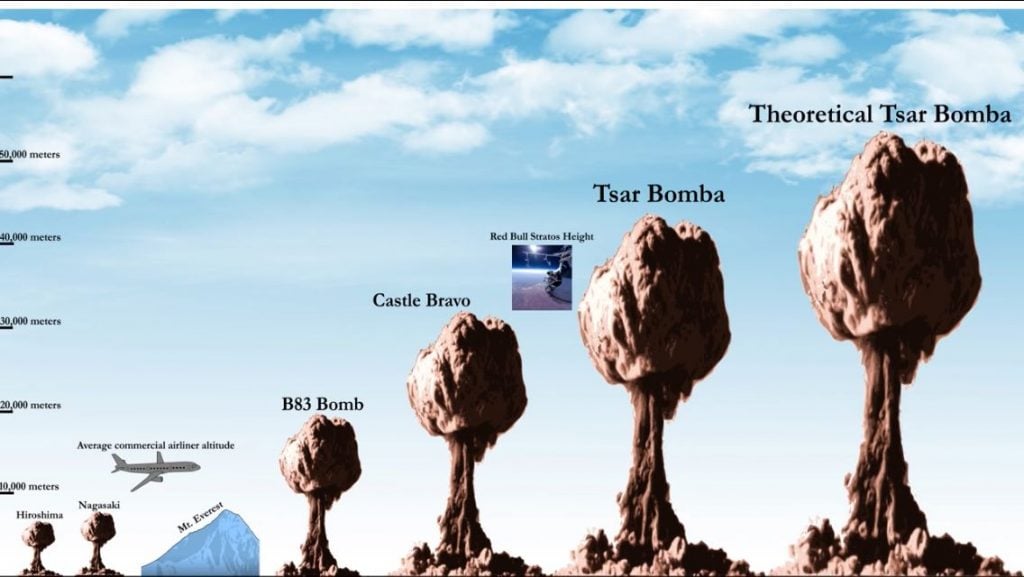 Theoretical Tsar Bomba
50,000 meters
Tsar Bomba
40,000 meters
Red Bull Stratos Height
Castle Bravo
30,000 meters
B83 Bomb
20,000 meters
Average commercial airliner altitude
10,000 meters
Hiroshima
Nagasaki
Mt. Everest